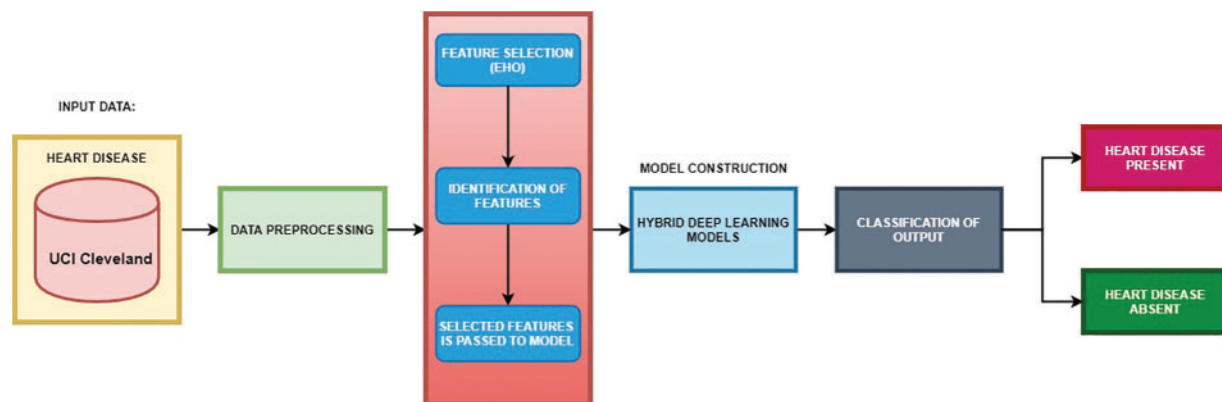 INPUT DATA:
HEART DISEASE
UCI Cleveland
DATA PREPROCESSING
FEATURE SELECTION
(EHO)
IDENTIFICATION OF
FEATURES
SELECTED FEATURES
IS PASSED TO MODEL
MODEL CONSTRUCTION
HYBRID DEEP LEARNING
MODELS
CLASSIFICATION OF
OUTPUT
HEART DISEASE
PRESENT
HEART DISEASE
ABSENT